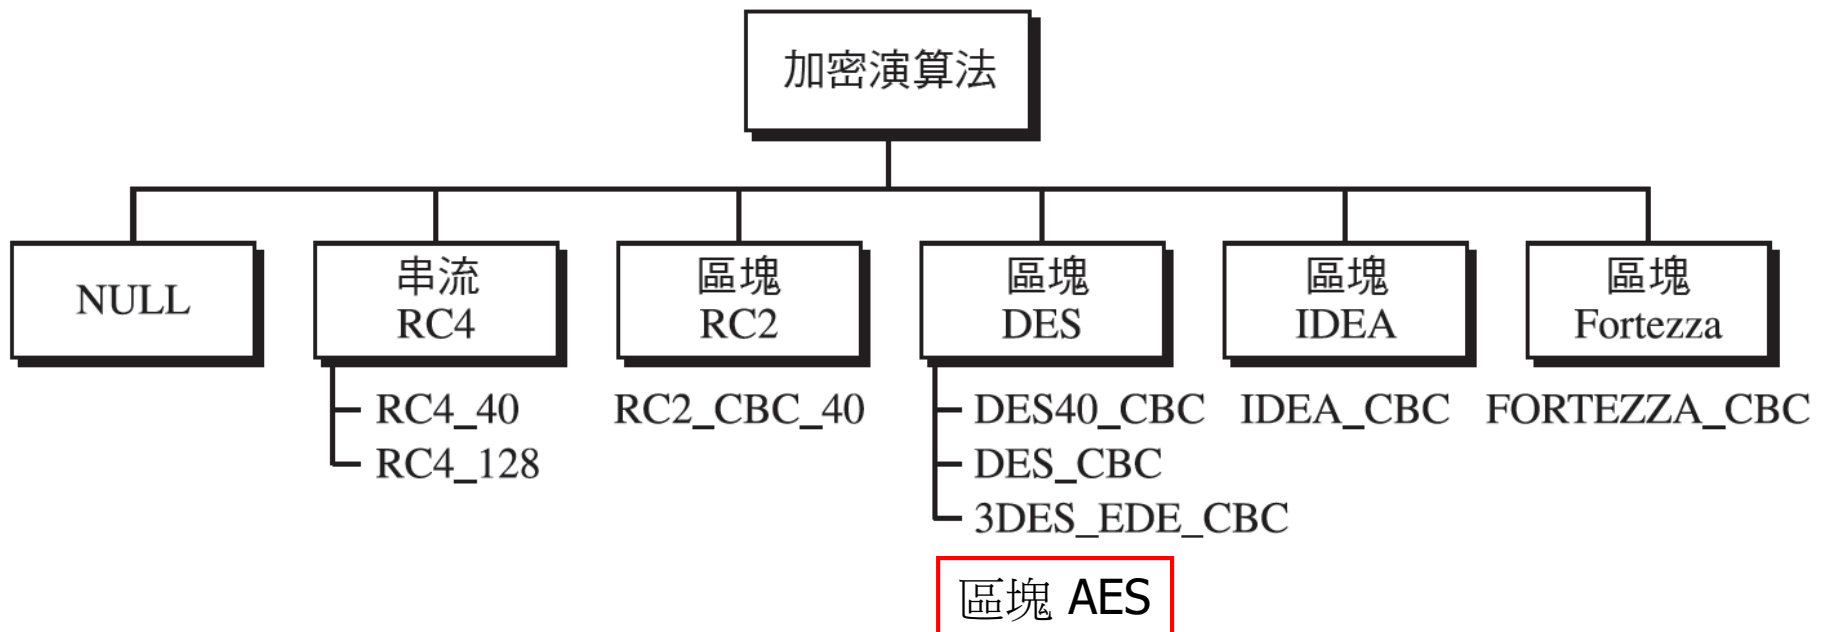 加密演算法
NULL
串流
RC4
區塊
RC2
區塊
DES
區塊
IDEA
區塊
Fortezza
RC4_40
RC4_128
RC2_CBC_40
DES40_CBC
DES_CBC
3DES_EDE_CBC
IDEA_CBC
FORTEZZA_CBC
區塊 AES